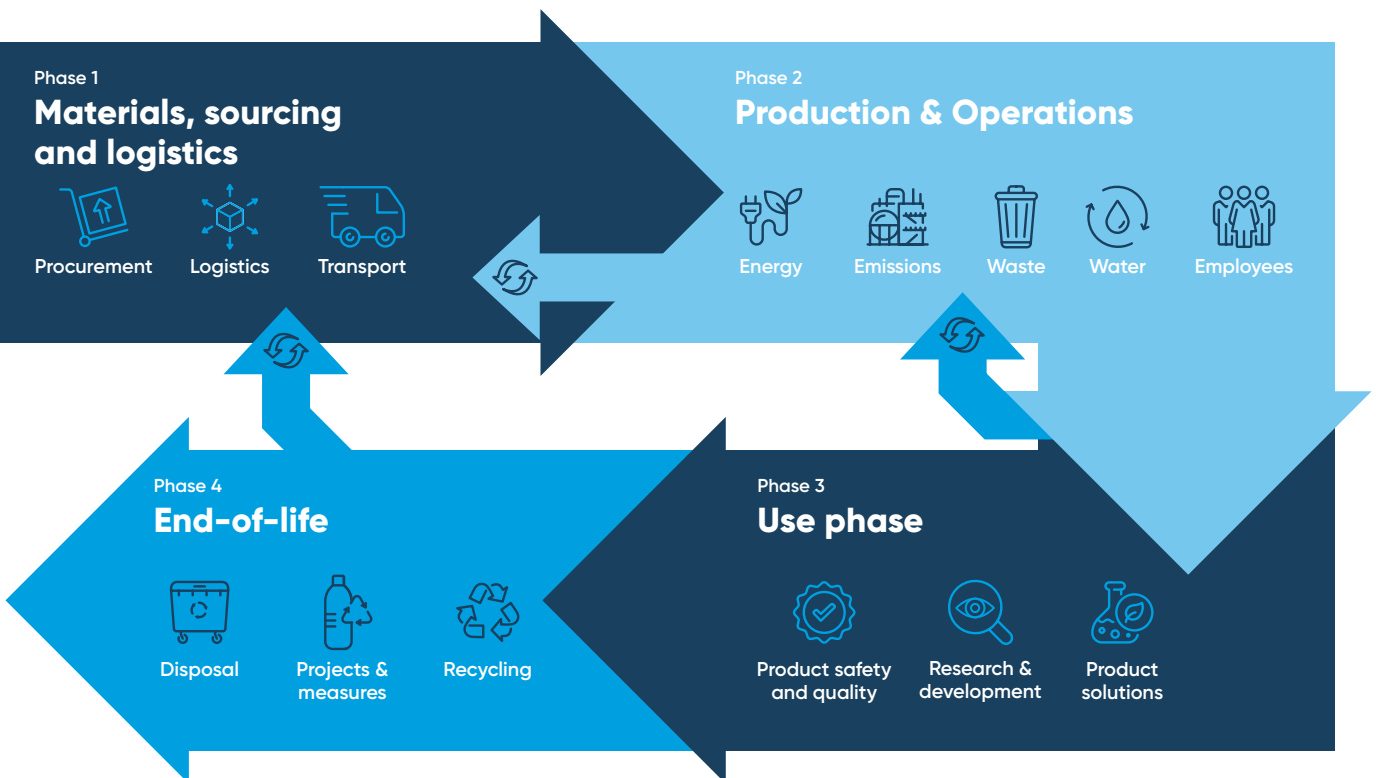 Phase 1
Materials, sourcing
and logistics
Procurement
Logistics
Transport
Phase 2
Production & Operations
Energy
Emissions
Waste
Water
Employees
Phase 4
End-of-life
Disposal
Projects &
measures
Recycling
Phase 3
Use phase
Product safety
and quality
Research &
development
Product
solutions